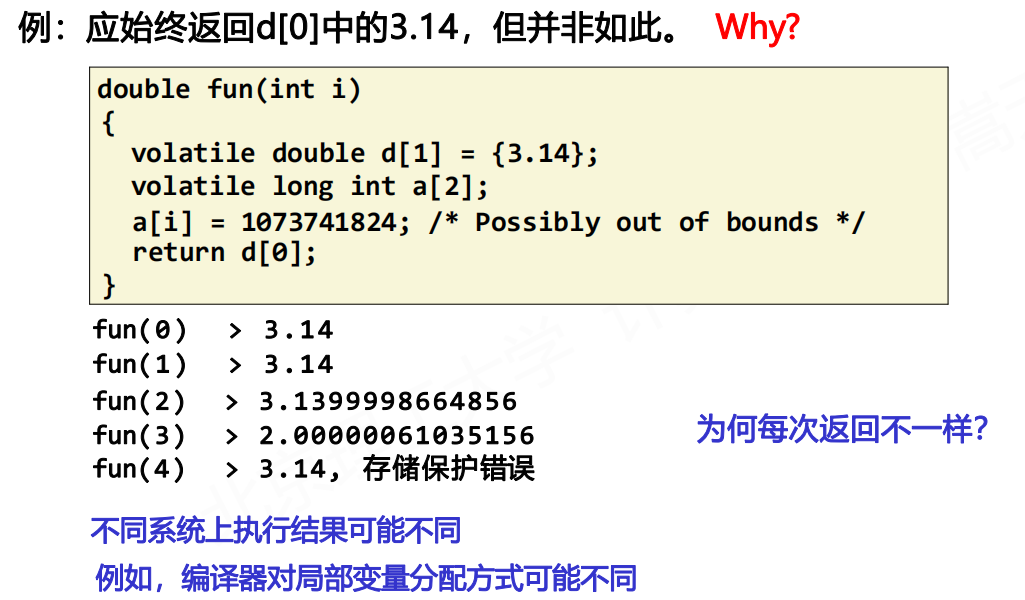 例：应始终返回d[0]中的3.14，但并非如此。 Why?
double fun(int i)
{
volatile double d[1] = {3.14};
volatile long int a[2];
a[i] = 1073741824; /* Possibly out of bounds */
return d[0];
}
fun(0) > 3.14
fun(1) > 3.14
fun(2) > 3.1399998664856
fun(3) > 2.00000061035156
fun(4) > 3.14, 存储保护错误
为何每次返回不一样?
不同系统上执行结果可能不同
例如，编译器对局部变量分配方式可能不同